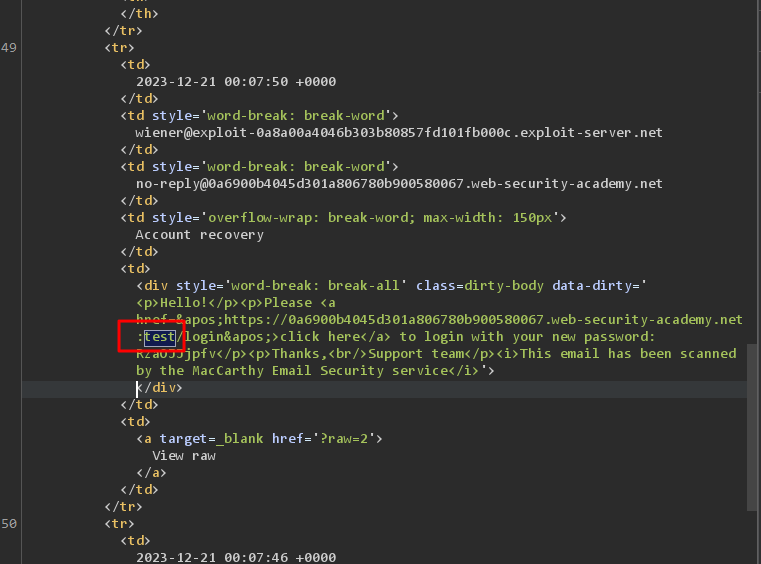 </th>
</tr>
49 <tr>
<td>
2023-12-21 00:07:50 +0000
</td>
<td style='word-break: break-word'>
wiener@exploit-0a8a00a4046b303b80857fd101fb000c.exploit-server.net
</td>
<td style='word-break: break-word'>
no-reply@0a6900b4045d301a806780b900580067.web-security-academy.net
</td>
<td style='overflow-wrap: break-word; max-width: 150px'>
Account recovery
</td>
<td>
<div style='word-break: break-all' class=dirty-body data-dirty='
<p>Hello!</p><p>Please <a
href=&apos;https://0a6900b4045d301a806780b900580067.web-security-academy.net
:test/login&apos;>click here</a> to login with your new password:
</p><p>Thanks,<br/>Support team</p><i>This email has been scanned
by the MacCarthy Email Security service</i>'>
</div>
</td>
<td>
<a target=_blank href='?raw=2'>
View raw
</a>
</td>
</tr>
50 <tr>
<td>
2023-12-21 00:07:46 +0000